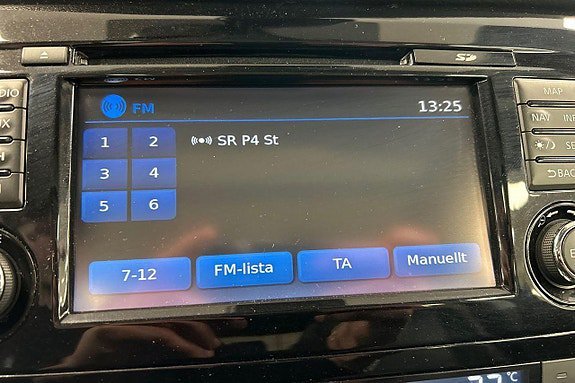 SD
FM 13:25
MAP
NAV
1 2 SR P4 St
3 4
5 6
BACK
7-12 FM-lista TA Manuellt
°C